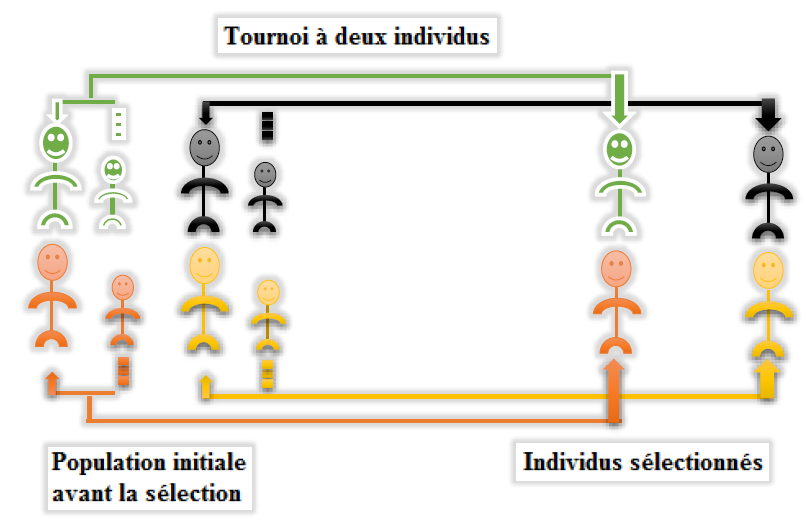 Tournoi à deux individus
Population initiale
avant la sélection
Individus sélectionnés